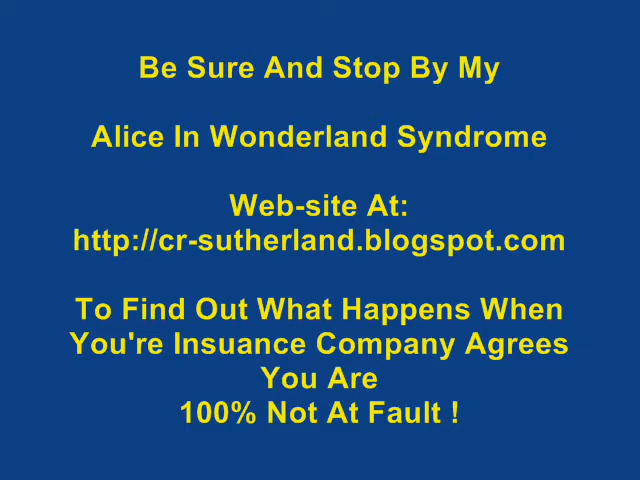 Be Sure And Stop By My
Alice In Wonderland Syndrome
Web-site At:
http://cr-sutherland.blogspot.com
To Find Out What Happens When
You're Insuance Company Agrees
You Are
100% Not At Fault !